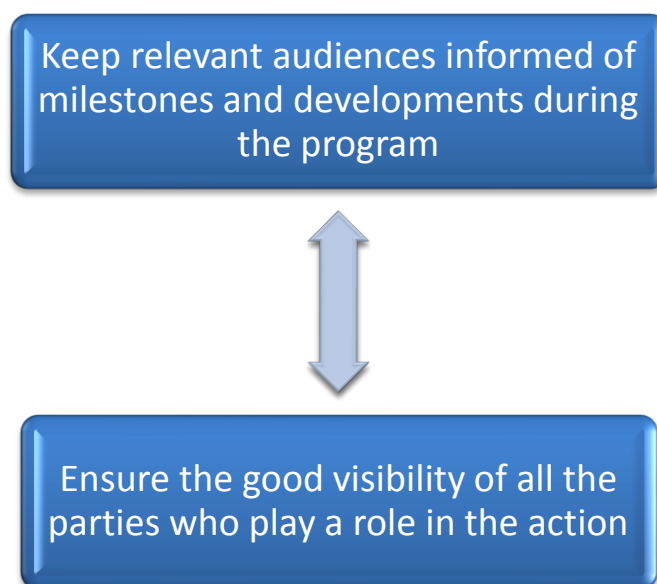 Keep relevant audiences informed of
milestones and developments during
the program
Ensure the good visibility of all the
parties who play a role in the action